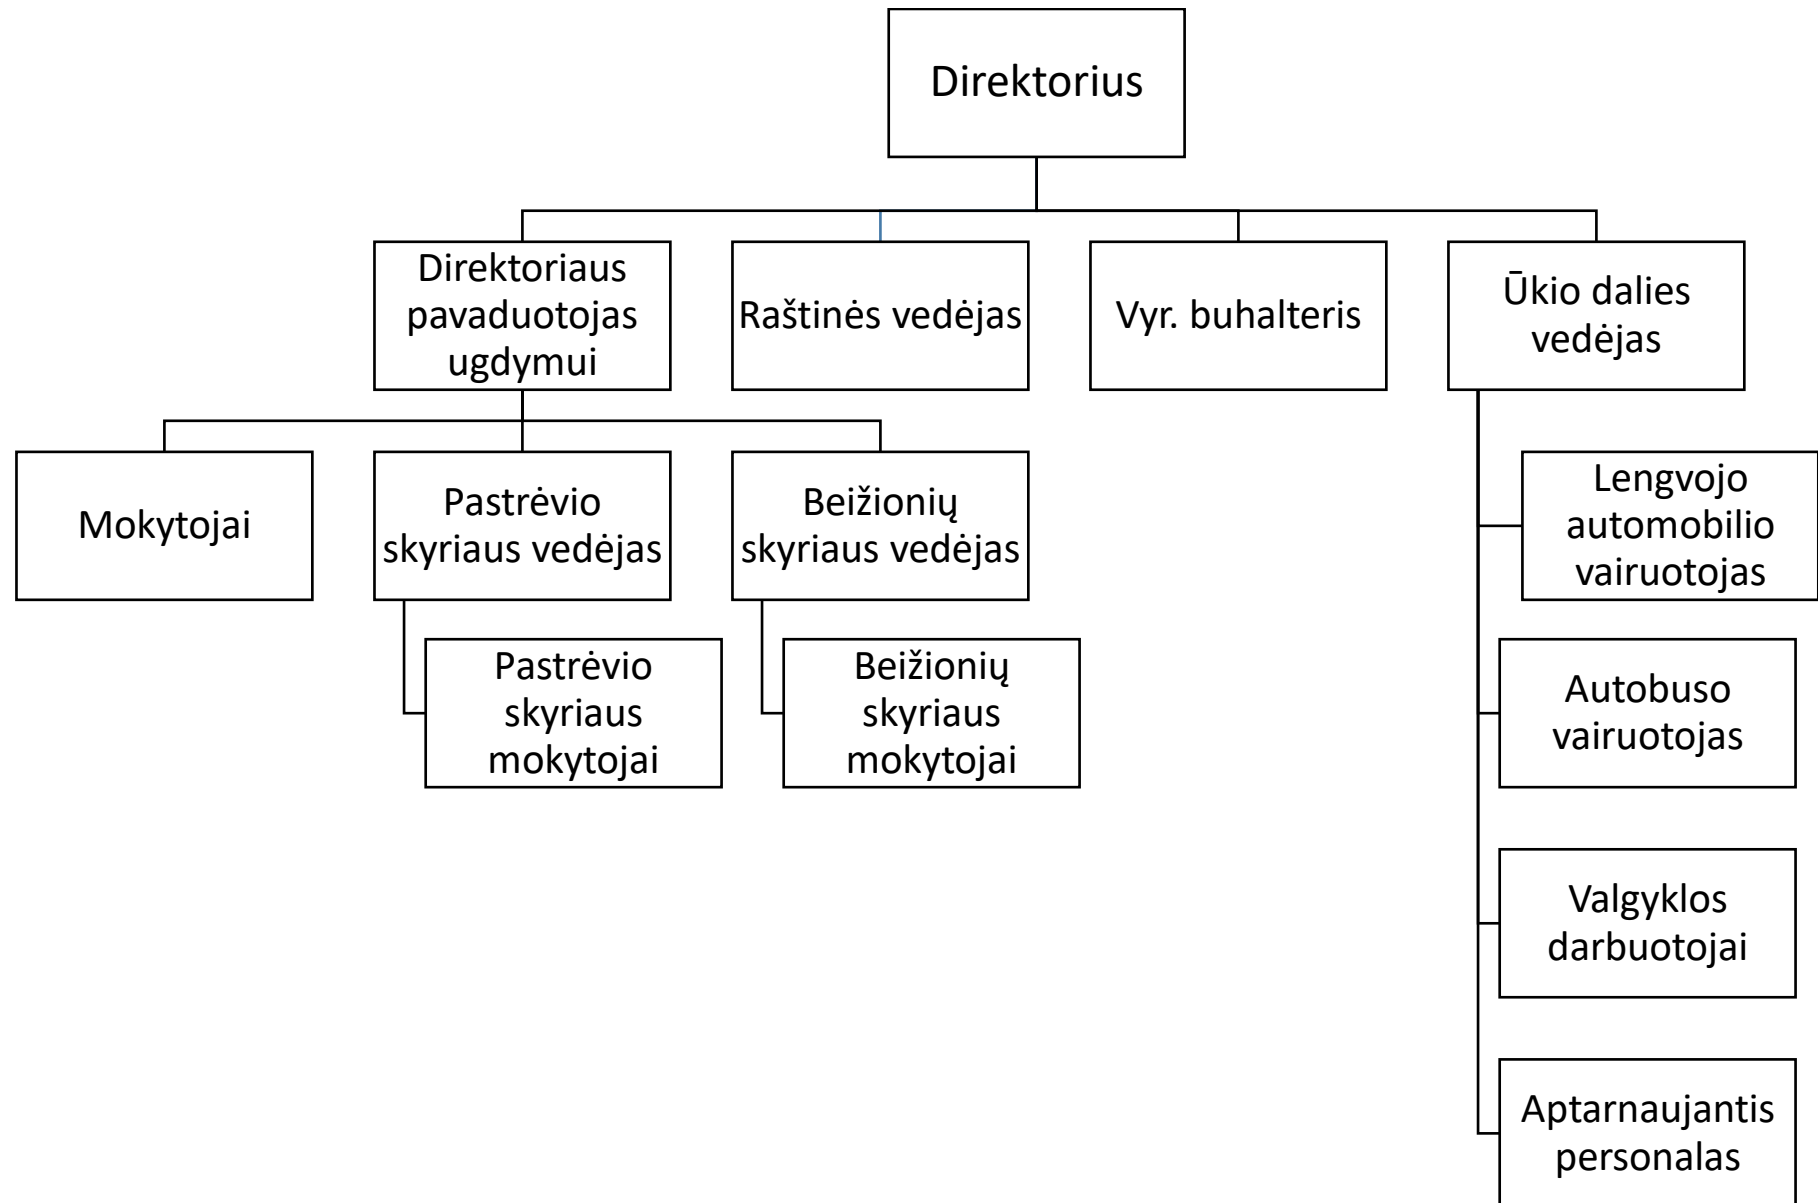 Direktorius
Direktoriaus
pavaduotojas
ugdymui
Raštinės vedėjas
Vyr. buhalteris
Ūkio dalies
vedėjas
Mokytojai
Pastrėvio
skyriaus vedėjas
Beižionių
skyriaus vedėjas
Lengvojo
automobilio
vairuotojas
Pastrėvio
skyriaus
mokytojai
Beižionių
skyriaus
mokytojai
Autobuso
vairuotojas
Valgyklos
darbuotojai
Aptarnaujantis
personalas